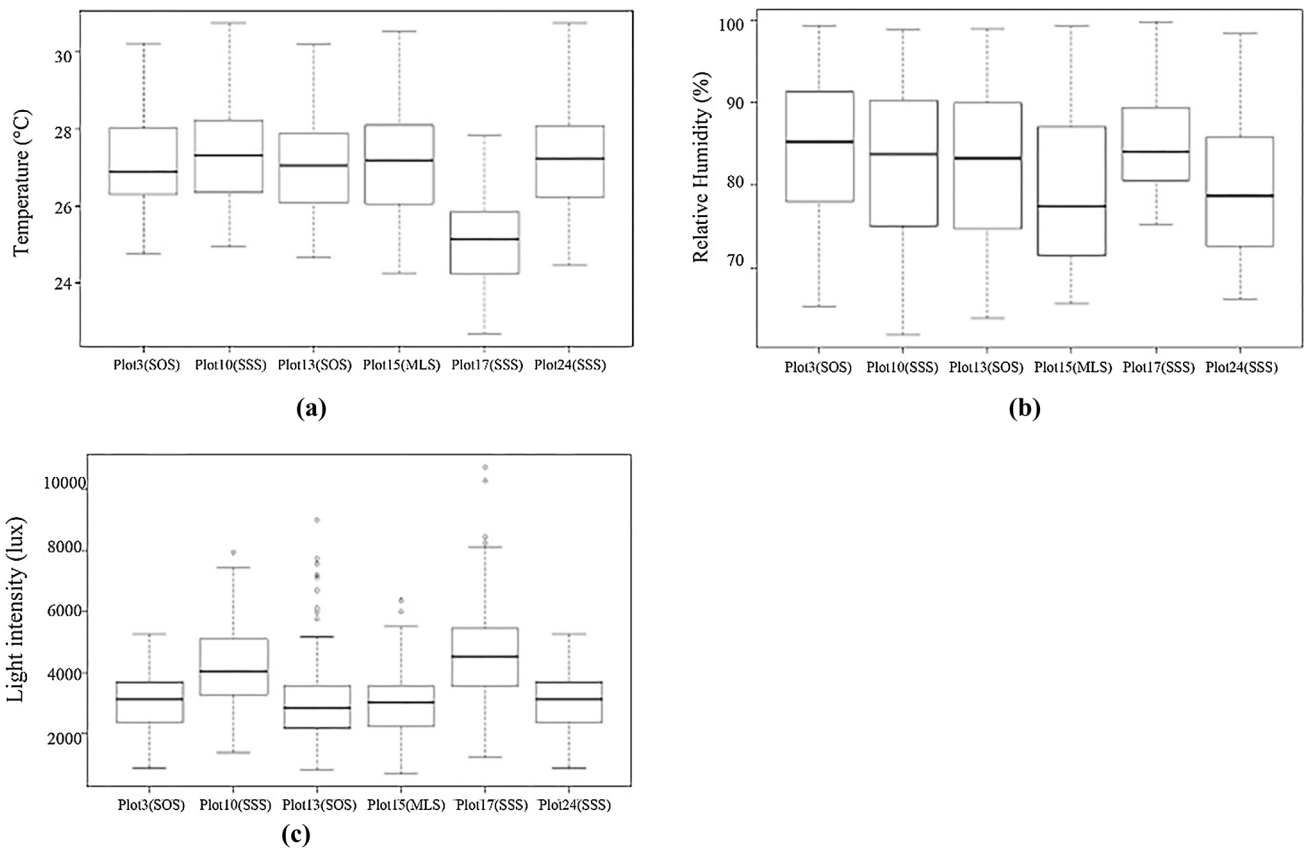 Temperature (°C)
30
28
26
24
Plot3(SOS) Plot10(SSS) Plot13(SOS) Plot15(MLS) Plot17(SSS) Plot24(SSS)
(a)
Relative Humidity (%)
100
90
80
70
Plot3(SOS) Plot10(SSS) Plot13(SOS) Plot15(MLS) Plot17(SSS) Plot24(SSS)
(b)
Light intensity (lux)
10000
8000
6000
4000
2000
Plot3(SOS) Plot10(SSS) Plot13(SOS) Plot15(MLS) Plot17(SSS) Plot24(SSS)
(c)